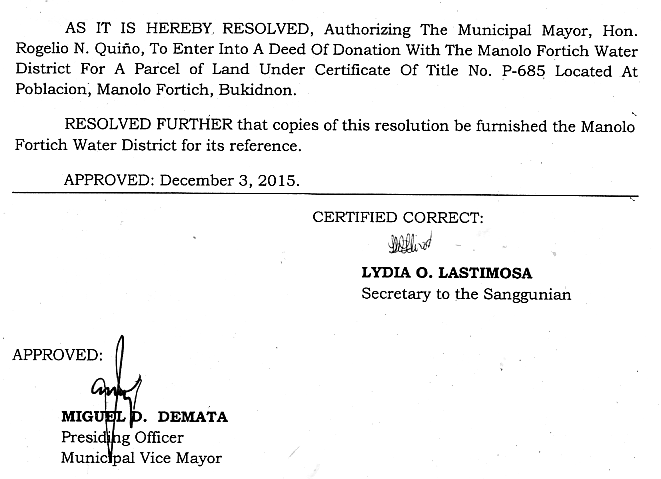 AS IT IS HEREBY RESOLVED, Authorizing The Municipal Mayor, Hon.
Rogelio N. Quiño, To Enter Into A Deed Of Donation With The Manolo Fortich Water
District For A Parcel of Land Under Certificate Of Title No. P-685 Located At
Poblacion, Manolo Fortich, Bukidnon.
RESOLVED FURTHER that copies of this resolution be furnished the Manolo
Fortich Water District for its reference.
APPROVED: December 3, 2015.
CERTIFIED CORRECT:
LYDIA O. LASTIMOSA
Secretary to the Sanggunian
APPROVED:
MIGUEL D. DEMATA
Presiding Officer
Municipal Vice Mayor